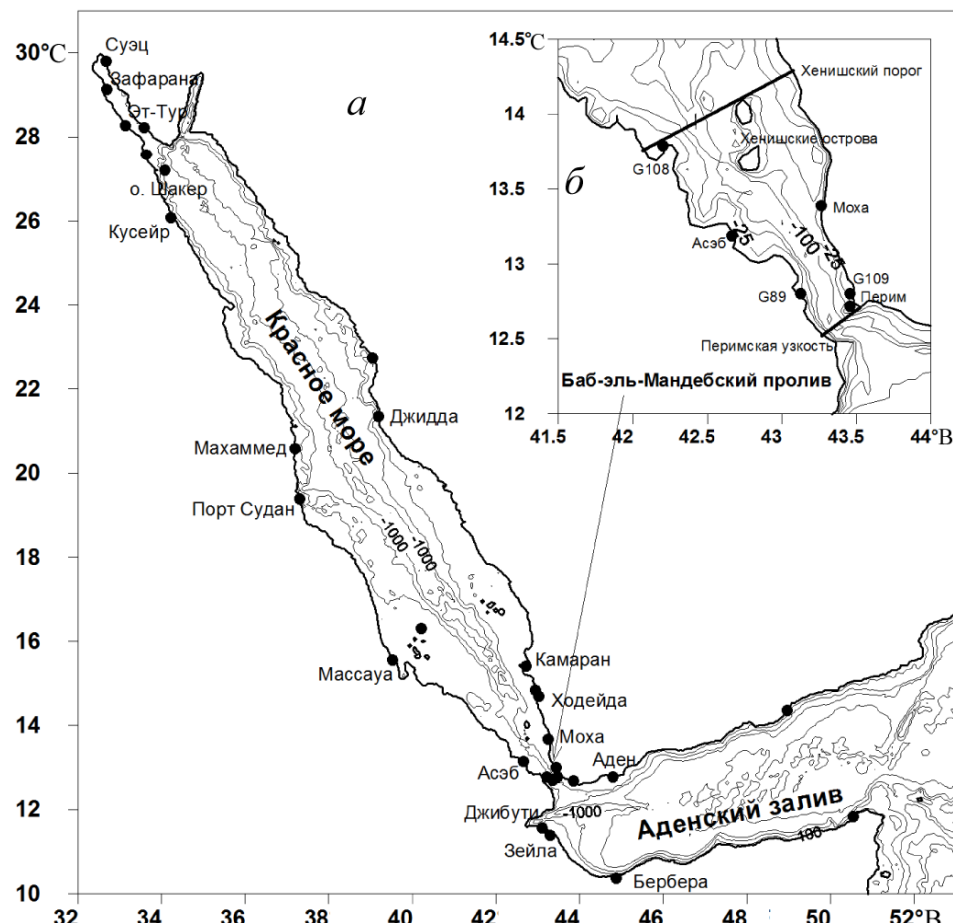 30°С
Суэц
Зафарана
Эт-Тур
28
о. Шакер
26
Кусейр
24
22
20
18
16
14
12
10
а
Красное море
Джидда
Махаммед
Порт Судан
-1000
-1000
Массауа
Камаран
Ходейда
Моха
Асэб
Аден
Джибути
-1000
Аденский залив
-100
Зейла
Бербера
32
34
36
38
40
42
44
46
48
50
52°В
14.5°С
14
13.5
13
12.5
12
Хенишский порог
Хенишские острова
б
G108
Моха
Асэб
-25
-100
-25
G109
G89
Перим
Перимская узкость
Баб-эль-Мандебский пролив
41.5
42
42.5
43
43.5
44°В